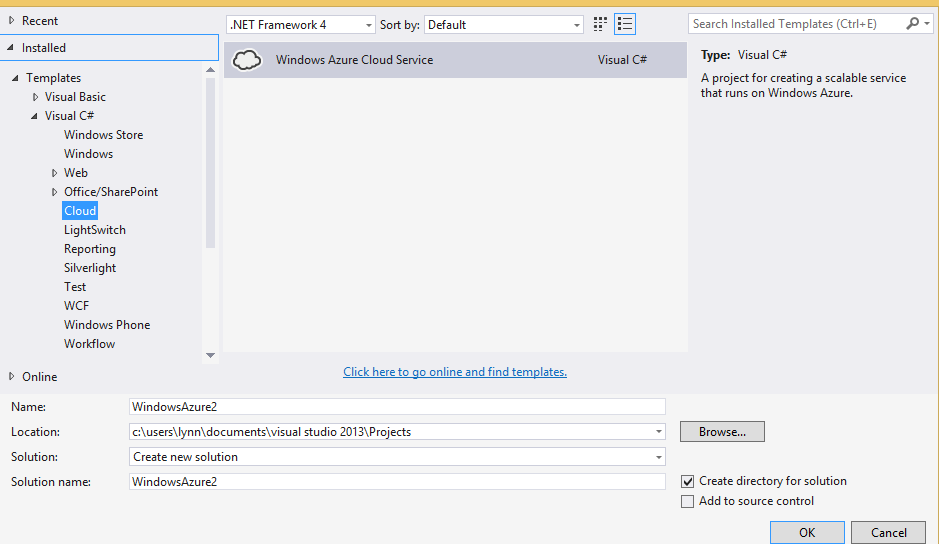 Recent
Installed
Templates
Visual Basic
Visual C#
Windows Store
Windows
Web
Office/SharePoint
Cloud
LightSwitch
Reporting
Silverlight
Test
WCF
Windows Phone
Workflow
Online
.NET Framework 4 Sort by: Default
Windows Azure Cloud Service Visual C#
Click here to go online and find templates.
Search Installed Templates (Ctrl+E)
Type: Visual C#
A project for creating a scalable service
that runs on Windows Azure.
Name: WindowsAzure2
Location: c:\users\lynn\documents\visual studio 2013\Projects Browse...
Solution: Create new solution
Solution name: WindowsAzure2
Create directory for solution
Add to source control
OK Cancel